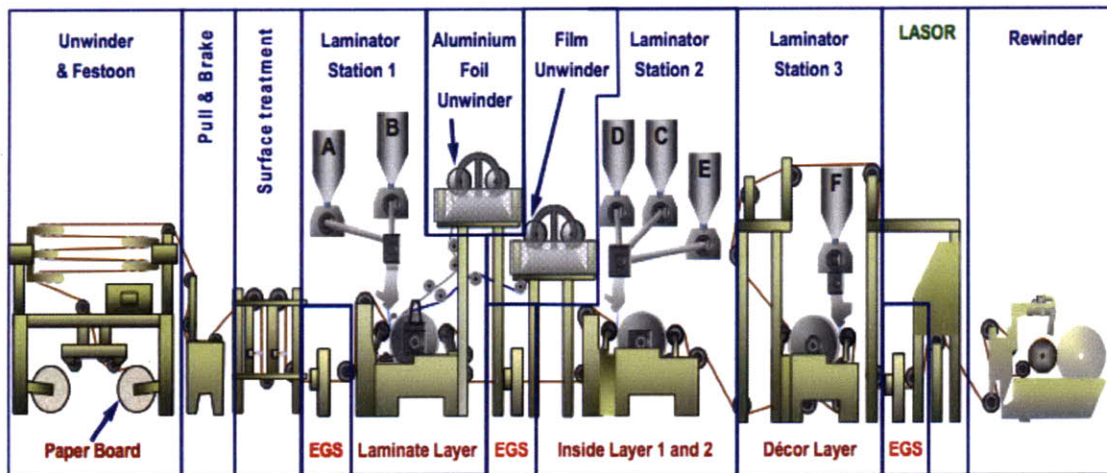 Unwinder
& Festoon
Pull & Brake
Surface treatment
Laminator
Station 1
Aluminium
Foil
Unwinder
Film
Unwinder
Laminator
Station 2
Laminator
Station 3
LASOR
Rewinder
A
B
D
C
E
F
Paper Board
EGS
Laminate Layer
EGS
Inside Layer 1 and 2
Décor Layer
EGS